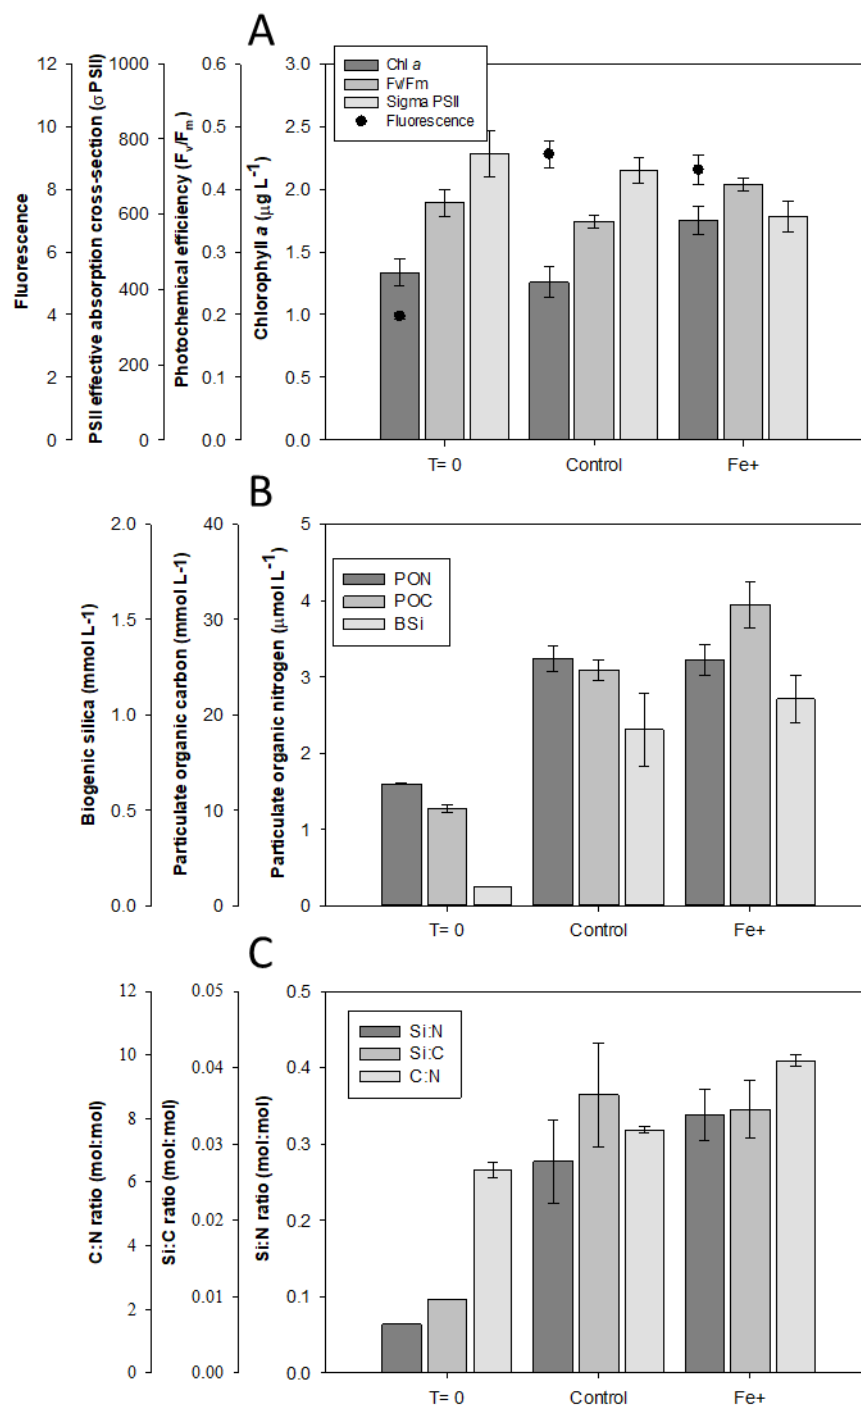 A
Fluorescence
12
10
8
6
4
2
0
PSII effective absorption cross-section (σ PSII)
1000
800
600
400
200
0
Photochemical efficiency (Fv/Fm)
0.6
0.5
0.4
0.3
0.2
0.1
0.0
Chlorophyll a (µg L-1)
3.0
2.5
2.0
1.5
1.0
0.5
0.0
Chl a
Fv/Fm
Sigma PSII
Fluorescence
T= 0
Control
Fe+
B
Biogenic silica (mmol L-1)
2.0
1.5
1.0
0.5
0.0
Particulate organic carbon (mmol L-1)
40
30
20
10
0
Particulate organic nitrogen (µmol L-1)
5
4
3
2
1
0
PON
POC
BSi
T= 0
Control
Fe+
C
C:N ratio (mol:mol)
12
10
8
6
4
2
0
Si:C ratio (mol:mol)
0.05
0.04
0.03
0.02
0.01
0.00
Si:N ratio (mol:mol)
0.5
0.4
0.3
0.2
0.1
0.0
Si:N
Si:C
C:N
T= 0
Control
Fe+